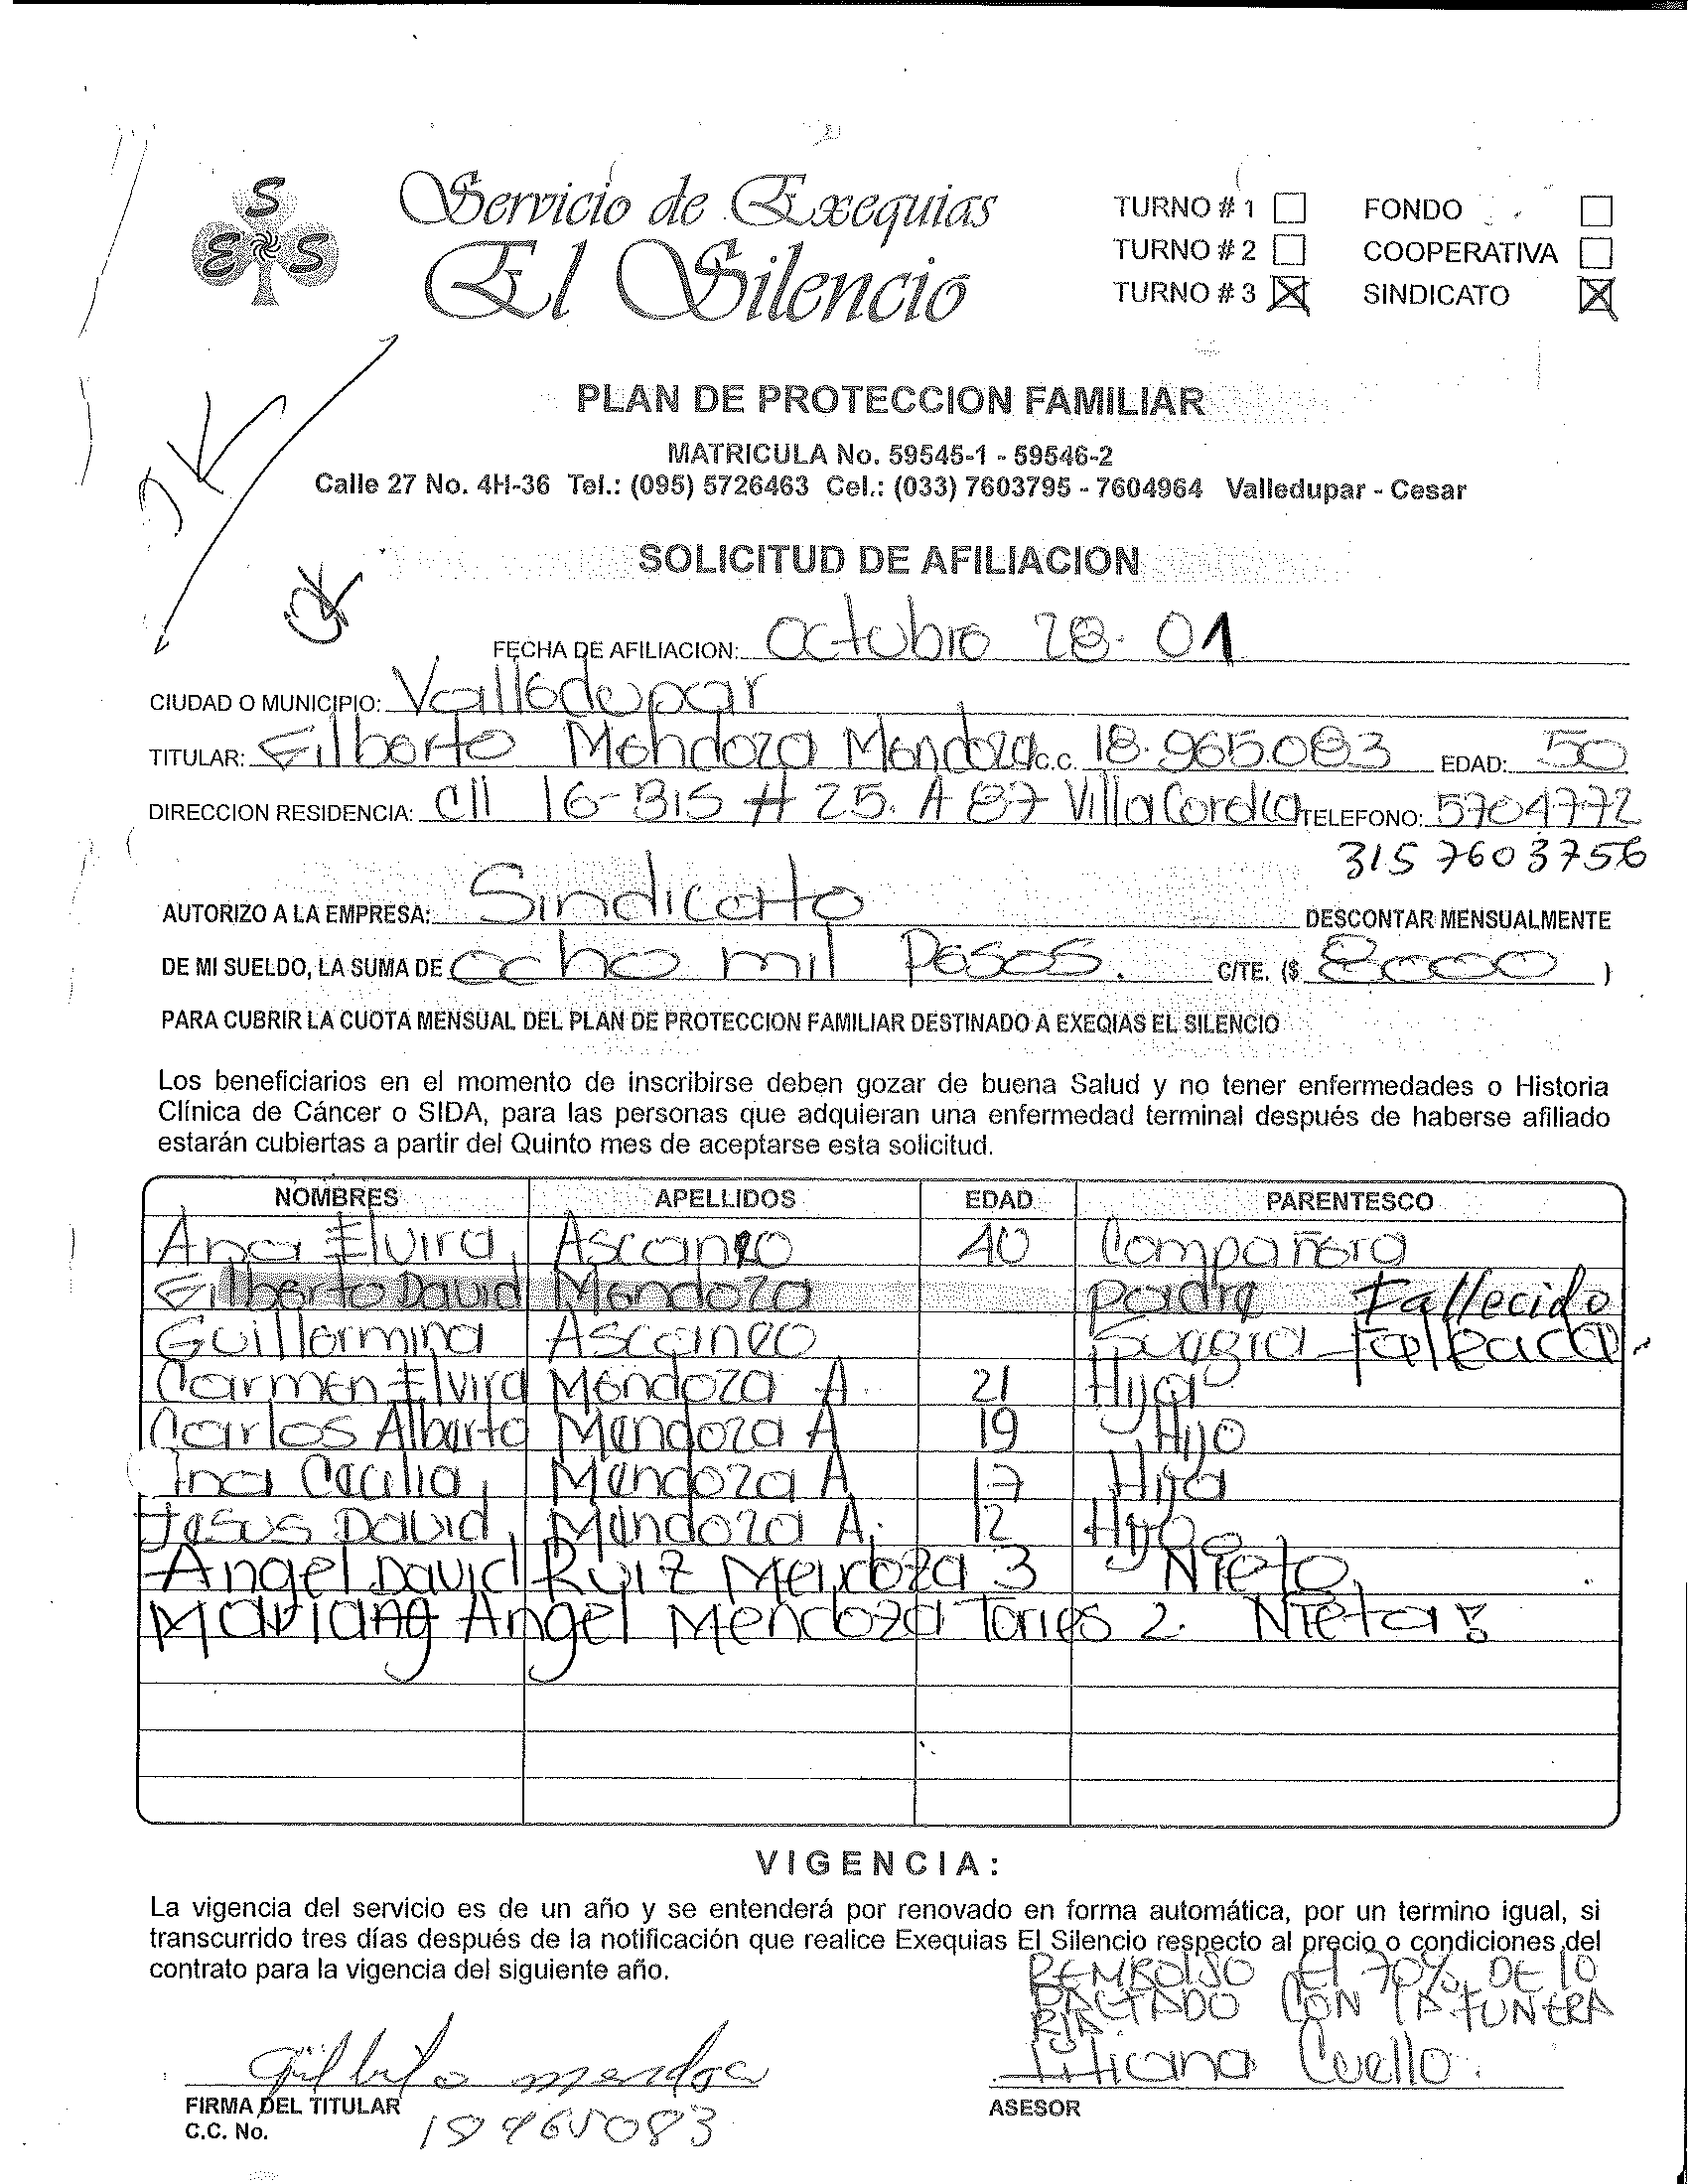 Servicio de Exequias
El Silencio
S E S
TURNO # 1 FONDO
TURNO # 2 COOPERATIVA
TURNO # 3 X SINDICATO X
PLAN DE PROTECCION FAMILIAR
MATRICULA No. 59545-1 - 59546-2
Calle 27 No. 4H-36 Tel.: (095) 5726463 Cel.: (033) 7603795 - 7604964 Valledupar - Cesar
OK
SOLICITUD DE AFILIACION
OK
FECHA DE AFILIACION: Octubre 28. 01
CIUDAD O MUNICIPIO: Valledupar
TITULAR: Gilberto Mendoza Mendoza C.C. 18.965.083 EDAD: 50
DIRECCION RESIDENCIA: Cll 16-BIS # 25. A 87 Villa Corelca TELEFONO: 5704772
315 7603756
AUTORIZO A LA EMPRESA: Sindicato DESCONTAR MENSUALMENTE
DE MI SUELDO, LA SUMA DE Ocho mil Pesos. C/TE. ($ 8000 )
PARA CUBRIR LA CUOTA MENSUAL DEL PLAN DE PROTECCION FAMILIAR DESTINADO A EXEQIAS EL SILENCIO
Los beneficiarios en el momento de inscribirse deben gozar de buena Salud y no tener enfermedades o Historia
Clínica de Cáncer o SIDA, para las personas que adquieran una enfermedad terminal después de haberse afiliado
estarán cubiertas a partir del Quinto mes de aceptarse esta solicitud.
NOMBRES APELLIDOS EDAD PARENTESCO
Ana Elvira Ascanio 40 Compañera
Gilberto David Mendoza Padre Fallecido
Guillermina Ascanio Suegra
Carmen Elvira Mendoza A. 21 Hija
Carlos Alberto Mendoza A 19 Hijo
Ina Cecilia Mendoza A 17 Hija
Jesus David Mendoza A. 12 Hijo
Angel David Ruiz Mendoza 3 Nieto
Mariang Angel Mendoza Torres 2. Nieta
VIGENCIA:
La vigencia del servicio es de un año y se entenderá por renovado en forma automática, por un termino igual, si
transcurrido tres días después de la notificación que realice Exequias El Silencio respecto al precio o condiciones del
contrato para la vigencia del siguiente año.
REMBOLSO El 70% DE lO
PACTADO CON lA FUNERA
RIA
Gilberto mendoza Liliana Cuello.
FIRMA DEL TITULAR ASESOR
C.C. No. 18965083